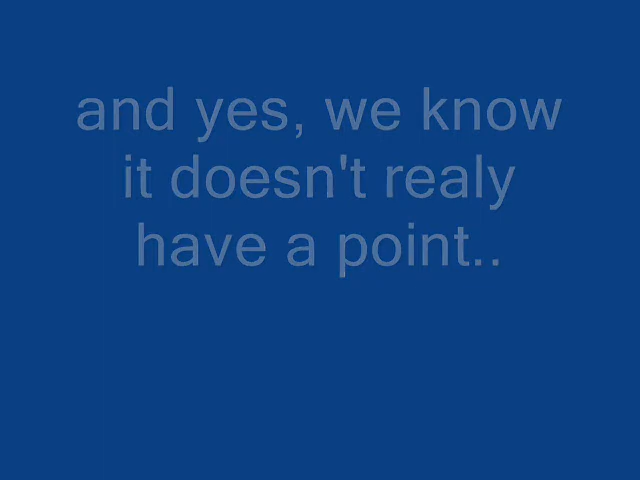 and yes, we know
it doesn't realy
have a point..